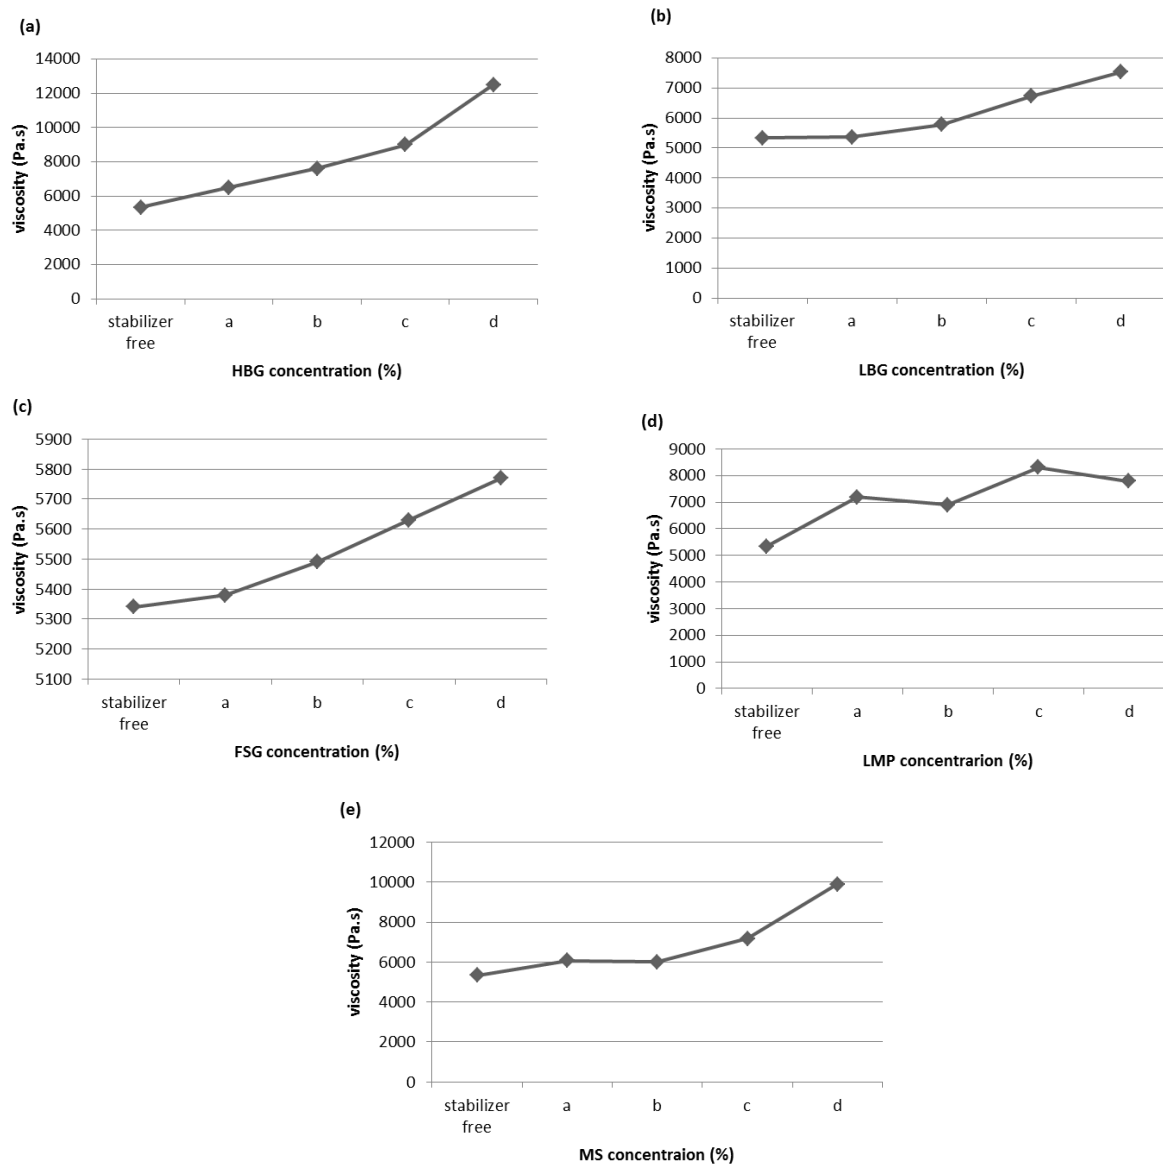 (a)
14000
12000
10000
8000
6000
4000
2000
0
viscosity (Pa.s)
stabilizer free
a
b
c
d
HBG concentration (%)
(b)
8000
7000
6000
5000
4000
3000
2000
1000
0
viscosity (Pa.s)
stabilizer free
a
b
c
d
LBG concentration (%)
(c)
5900
5800
5700
5600
5500
5400
5300
5200
5100
viscosity (Pa.s)
stabilizer free
a
b
c
d
FSG concentration (%)
(d)
9000
8000
7000
6000
5000
4000
3000
2000
1000
0
viscosity (Pa.s)
stabilizer free
a
b
c
d
LMP concentrarion (%)
(e)
12000
10000
8000
6000
4000
2000
0
viscosity (Pa.s)
stabilizer free
a
b
c
d
MS concentraion (%)